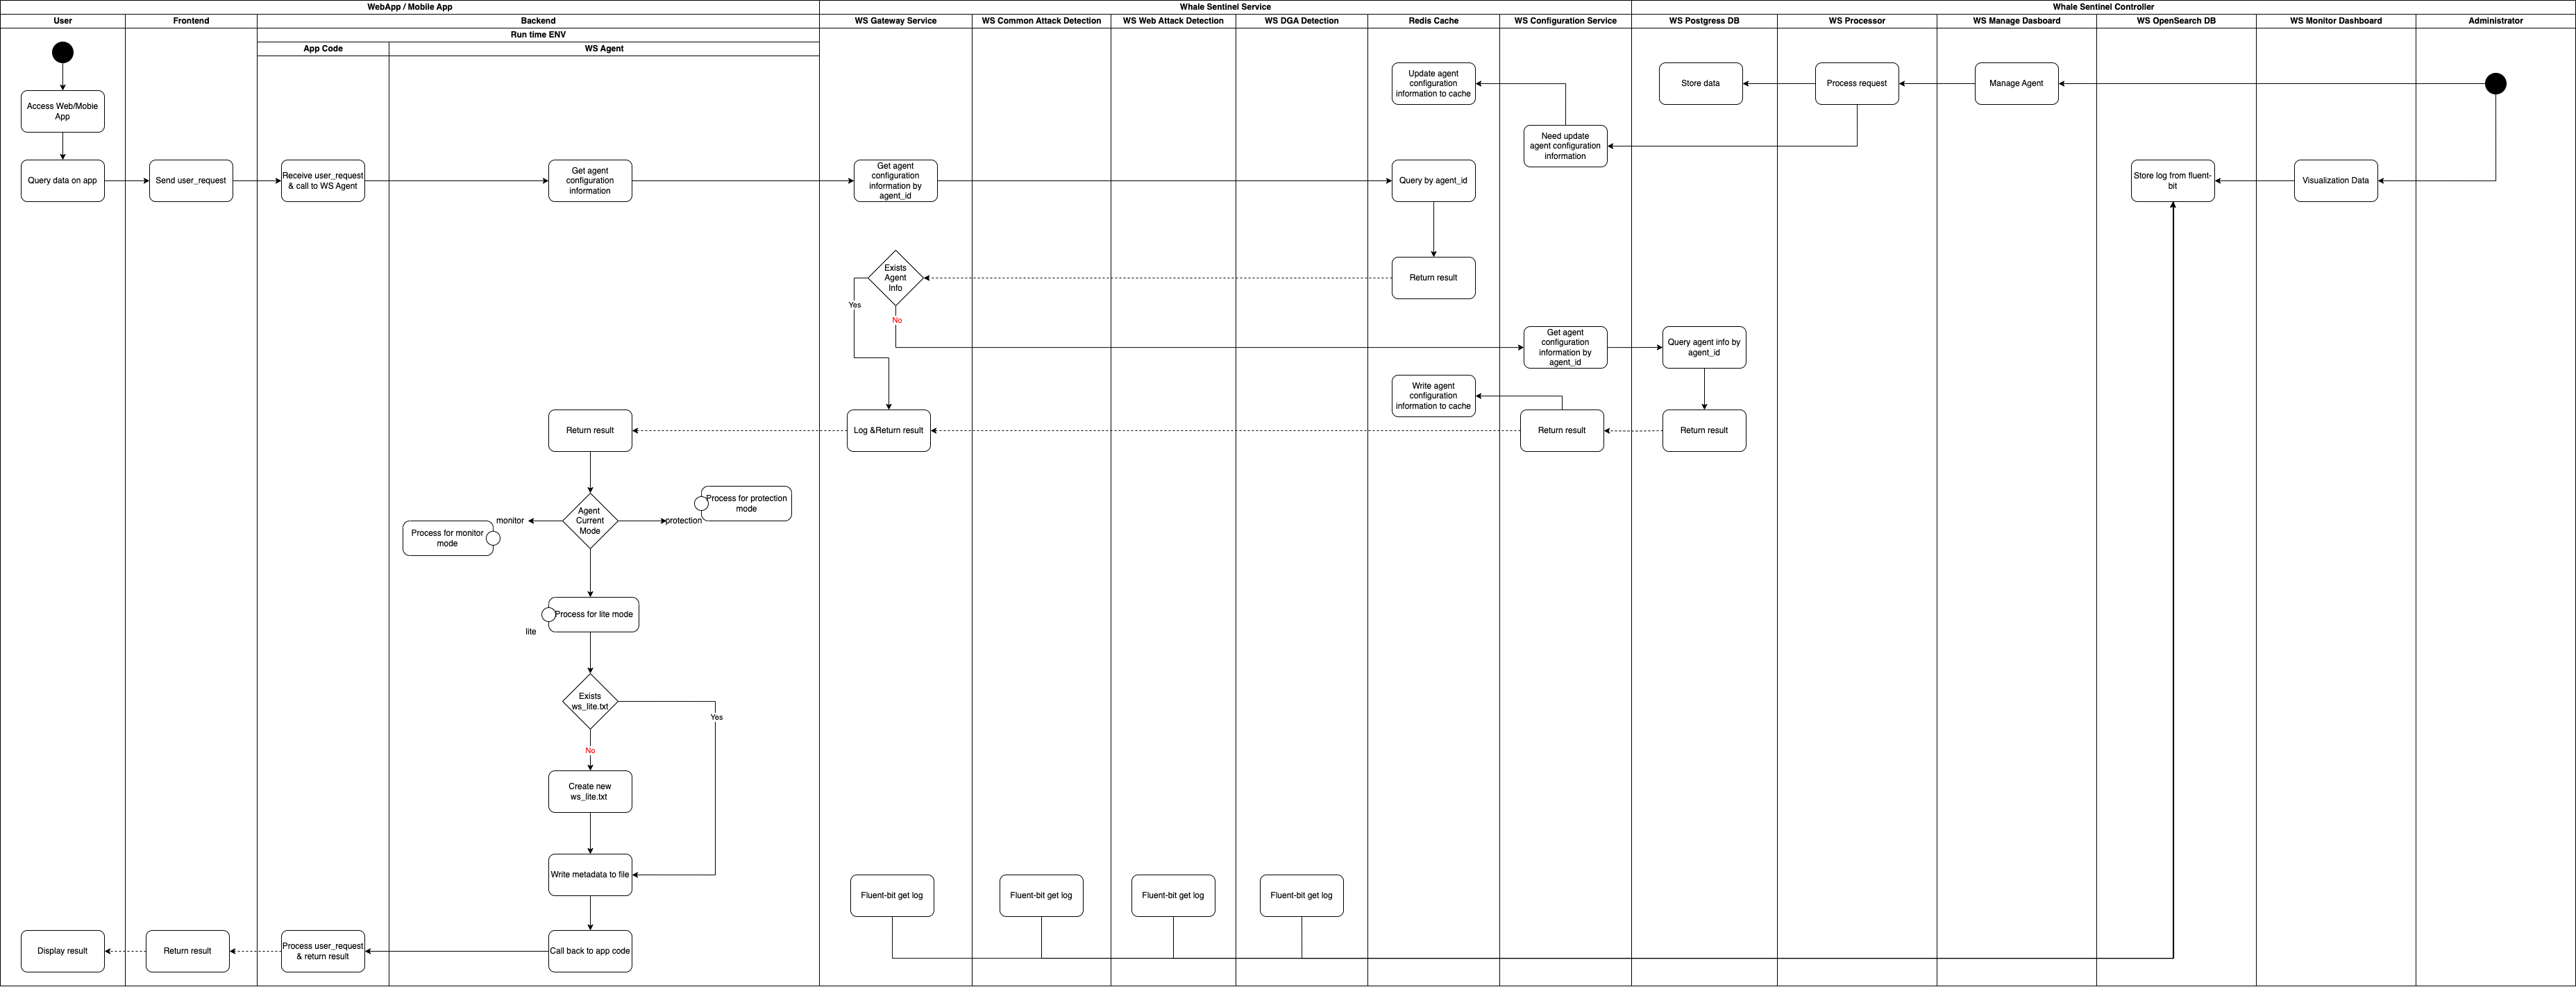 WebApp / Mobile App
Whale Sentinel Service
Whale Sentinel Controller
User
Frontend
Backend
WS Gateway Service
WS Common Attack Detection
WS Web Attack Detection
WS DGA Detection
Redis Cache
WS Configuration Service
WS Postgress DB
WS Processor
WS Manage Dasboard
WS OpenSearch DB
WS Monitor Dashboard
Administrator
Run time ENV
App Code
WS Agent
Update agent
configuration
information to cache
Store data
Process request
Manage Agent
Access Web/Mobie
App
Need update
agent configuration
information
Query data on app
Send user_request
Receive user_request
& call to WS Agent
Get agent
configuration
information
Get agent
configuration
information by
agent_id
Query by agent_id
Store log from fluent-
bit
Visualization Data
Exists
Agent
Info
Return result
Yes
No
Get agent
configuration
information by
agent_id
Query agent info by
agent_id
Write agent
configuration
information to cache
Return result
Log &Return result
Return result
Return result
Process for protection
mode
Agent
Current
Mode
monitor
protection
Process for monitor
mode
Process for lite mode
lite
Exists
ws_lite.txt
Yes
No
Create new
ws_lite.txt
Write metadata to file
Fluent-bit get log
Fluent-bit get log
Fluent-bit get log
Fluent-bit get log
Display result
Return result
Process user_request
& return result
Call back to app code